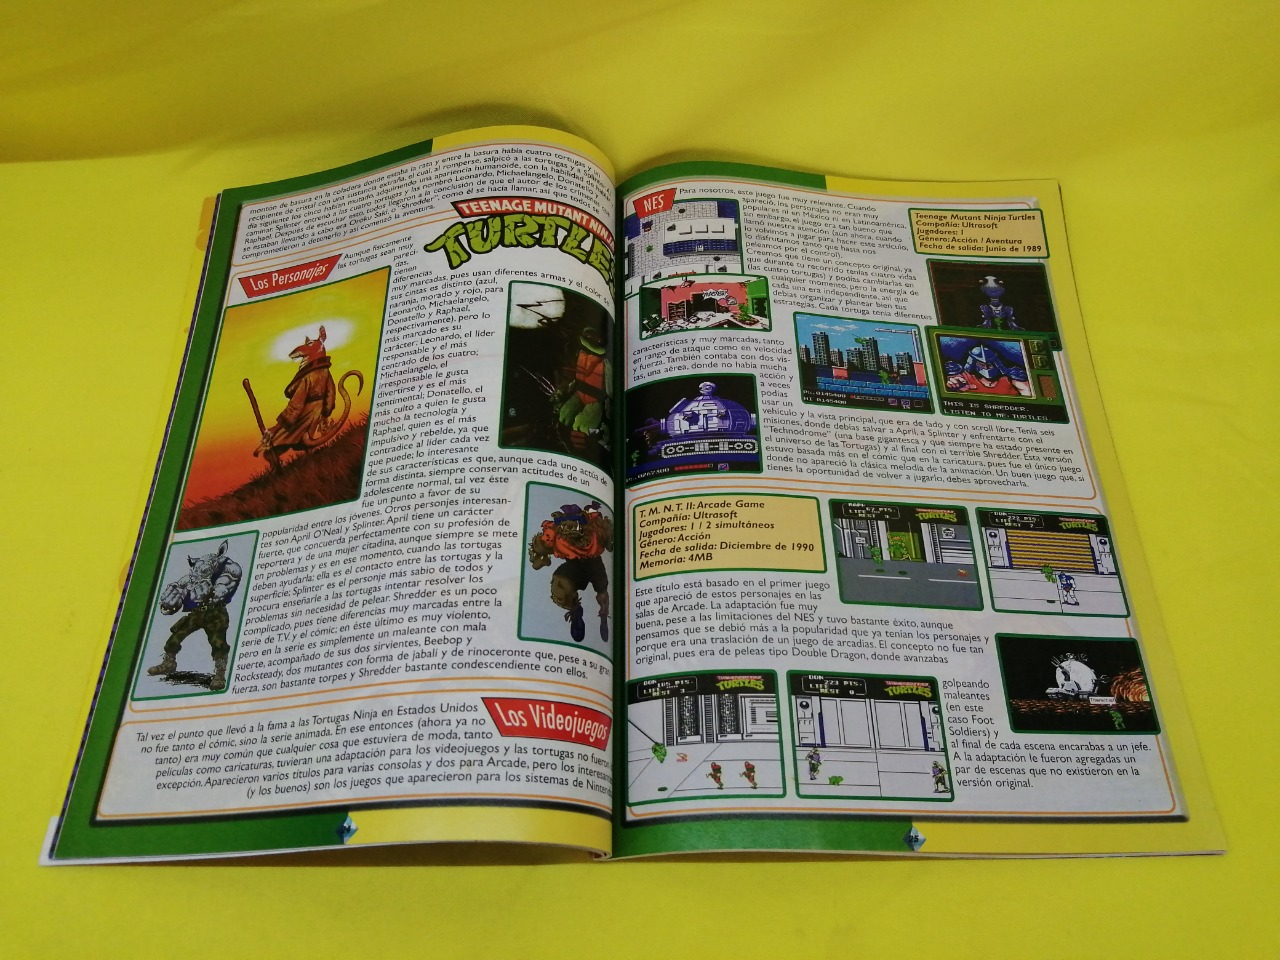 montón de basura en la coladera donde estaba la rata y entre la basura había cuatro tortugas y un
recipiente de cristal con una sustancia extraña, el cual, al romperse, salpicó a las tortugas y a Splinter. Al
día siguiente los cinco habían mutado, adquiriendo una apariencia humanoide, con la habilidad de hablar y
caminar. Splinter entrenó a las cuatro tortugas y las nombró Leonardo, Michaelangelo, Donatello y
Raphael. Después de escuchar esto, todos llegaron a la conclusión de que el autor de los crímenes que
se estaban llevando a cabo era Oroku Saki, o "Shredder", como él se hacía llamar, así que todos se
comprometieron a detenerlo y así comenzó la aventura.
TEENAGE MUTANT NINJA
TURTLES
Los Personajes
Aunque físicamente
las tortugas sean muy
pareci-
das,
tienen
diferencias
muy marcadas, pues usan diferentes armas y el color de
sus cintas es distinto (azul,
naranja, morado y rojo, para
Leonardo, Michaelangelo,
Donatello y Raphael,
respectivamente), pero lo
más marcado es su
carácter: Leonardo, el líder
responsable y el más
centrado de los cuatro;
Michaelangelo, el
irresponsable le gusta
divertirse y es el más
sentimental; Donatello, el
más culto a quien le gusta
mucho la tecnología y
Raphael, quien es el más
impulsivo y rebelde, ya que
contradice al líder cada vez
que puede; lo interesante
de sus características es que, aunque cada uno actúa de
forma distinta, siempre conservan actitudes de un
adolescente normal, tal vez éste
fue un punto a favor de su
popularidad entre los jóvenes. Otros personajes interesan-
tes son April O'Neal y Splinter. April tiene un carácter
fuerte, que concuerda perfectamente con su profesión de
reportera y de una mujer citadina, aunque siempre se mete
en problemas y es en ese momento, cuando las tortugas
deben ayudarla; ella es el contacto entre las tortugas y la
superficie; Splinter es el personje más sabio de todos y
procura enseñarle a las tortugas intentar resolver los
problemas sin necesidad de pelear. Shredder es un poco
complicado, pues tiene diferencias muy marcadas entre la
serie de T.V. y el cómic; en éste último es muy violento,
pero en la serie es simplemente un maleante con mala
suerte, acompañado de sus dos sirvientes, Beebop y
Rocksteady, dos mutantes con forma de jabalí y de rinoceronte que, pese a su gran
fuerza, son bastante torpes y Shredder bastante condescendiente con ellos.
Los Videojuegos
Tal vez el punto que llevó a la fama a las Tortugas Ninja en Estados Unidos
no fue tanto el cómic, sino la serie animada. En ese entonces (ahora ya no
tanto) era muy común que cualquier cosa que estuviera de moda, tanto
películas como caricaturas, tuvieran una adaptación para los videojuegos y las tortugas no fueron la
excepción. Aparecieron varios títulos para varias consolas y dos para Arcade, pero los interesantes
(y los buenos) son los juegos que aparecieron para los sistemas de Nintendo.
NES
Para nosotros, este juego fue muy relevante. Cuando
apareció, los personajes no eran muy
populares ni en México ni en Latinoamérica,
sin embargo, el juego era tan bueno que
llamó nuestra atención (aún ahora, cuando
lo volvimos a jugar para hacer este artículo,
lo disfrutamos tanto que hasta nos
peleamos por el control).
Creemos que tiene un concepto original, ya
que durante tu recorrido tenías cuatro vidas
(las cuatro tortugas) y podías cambiarlas en
cualquier momento, pero la energía de
cada una era independiente, así que
debías organizar y planear bien tus
estrategias. Cada tortuga tenía diferentes
características y muy marcadas, tanto
en rango de ataque como en velocidad
y fuerza. También contaba con dos vis-
tas, una aérea, donde no había mucha
acción y
a veces
podías
usar un
vehículo y la vista principal, que era de lado y con scroll libre. Tenía seis
misiones, donde debías salvar a April, a Splinter y enfrentarte con el
"Technodrome" (una base gigantesca y que siempre ha estado presente en
el universo de las Tortugas) y al final con el terrible Shredder. Esta versión
estuvo basada más en el cómic que en la caricatura, pues fue el único juego
donde no apareció la clásica melodía de la animación. Un buen juego que, si
tienes la oportunidad de volver a jugarlo, debes aprovecharla.
Teenage Mutant Ninja Turtles
Compañía: Ultrasoft
Jugadores: 1
Género: Acción / Aventura
Fecha de salida: Junio de 1989
THIS IS SHREDDER.
LISTEN TO ME, TURTLES
T. M. N. T. II: Arcade Game
Compañía: Ultrasoft
Jugadores: 1 / 2 simultáneos
Género: Acción
Fecha de salida: Diciembre de 1990
Memoria: 4MB
Este título está basado en el primer juego
que apareció de estos personajes en las
salas de Arcade. La adaptación fue muy
buena, pese a las limitaciones del NES y tuvo bastante éxito, aunque
pensamos que se debió más a la popularidad que ya tenían los personajes y
porque era una traslación de un juego de arcadias. El concepto no fue tan
original, pues era de peleas tipo Double Dragon, donde avanzabas
golpeando
maleantes
(en este
caso Foot
Soldiers) y
al final de cada escena encarabas a un jefe.
A la adaptación le fueron agregadas un
par de escenas que no existieron en la
versión original.
25